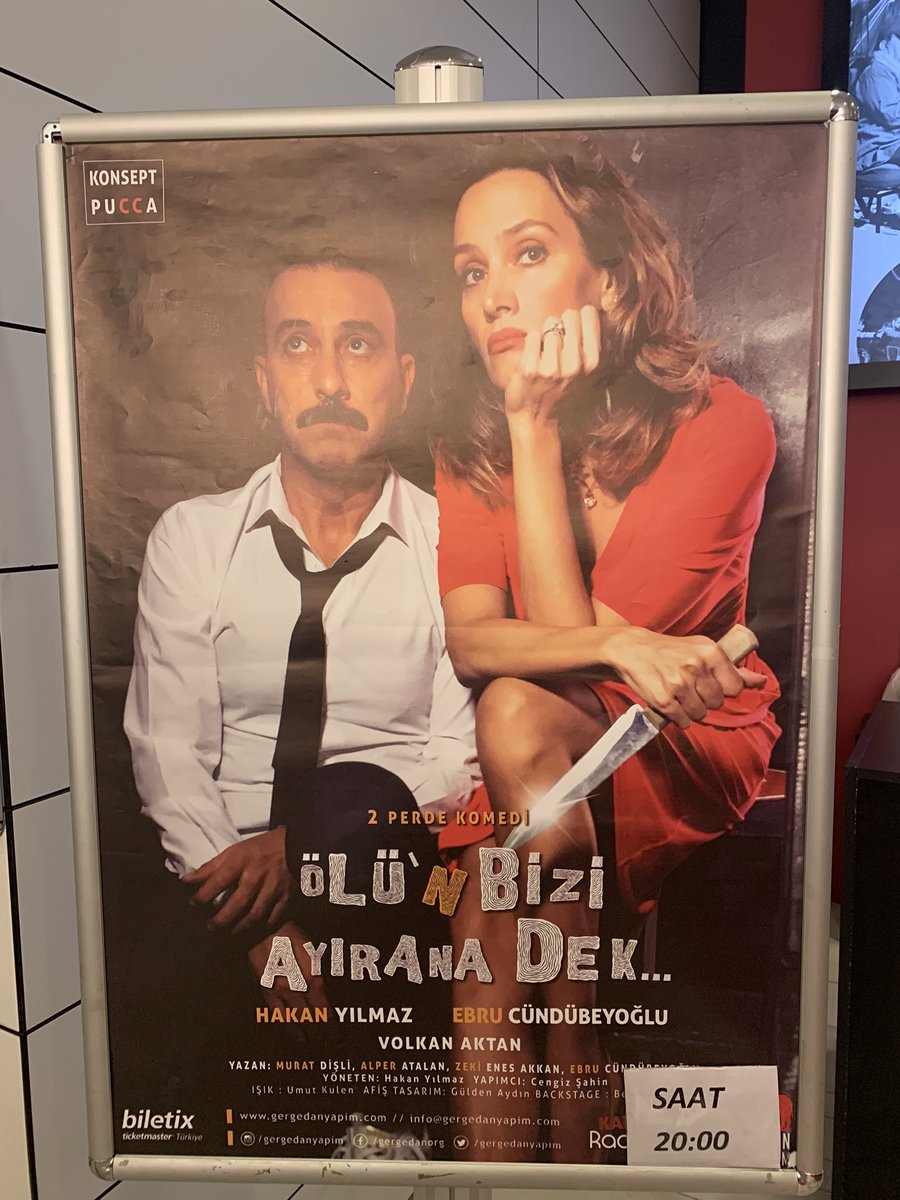 KONSEPT
PUCCA
2 PERDE KOMEDİ
ÖLÜ'N BİZİ
AYIRANA DEK...
HAKAN YILMAZ EBRU CÜNDÜBEYOĞLU
VOLKAN AKTAN
YAZAN: MURAT DİŞLİ, ALPER ATALAN, ZEKİ ENES AKKAN, EBRU CÜNDÜBEYOĞLU
YÖNETEN: Hakan Yılmaz YAPIMCI: Cengiz Şahin
IŞIK : Umut Kulen AFİŞ TASARIM: Gülden Aydın BACKSTAGE :
biletix
ticketmaster Türkiye
www.gergedanyapim.com // info@gergedanyapim.com
/gergedanyapim /gergedanorg /gergedanyapim
SAAT
20:00